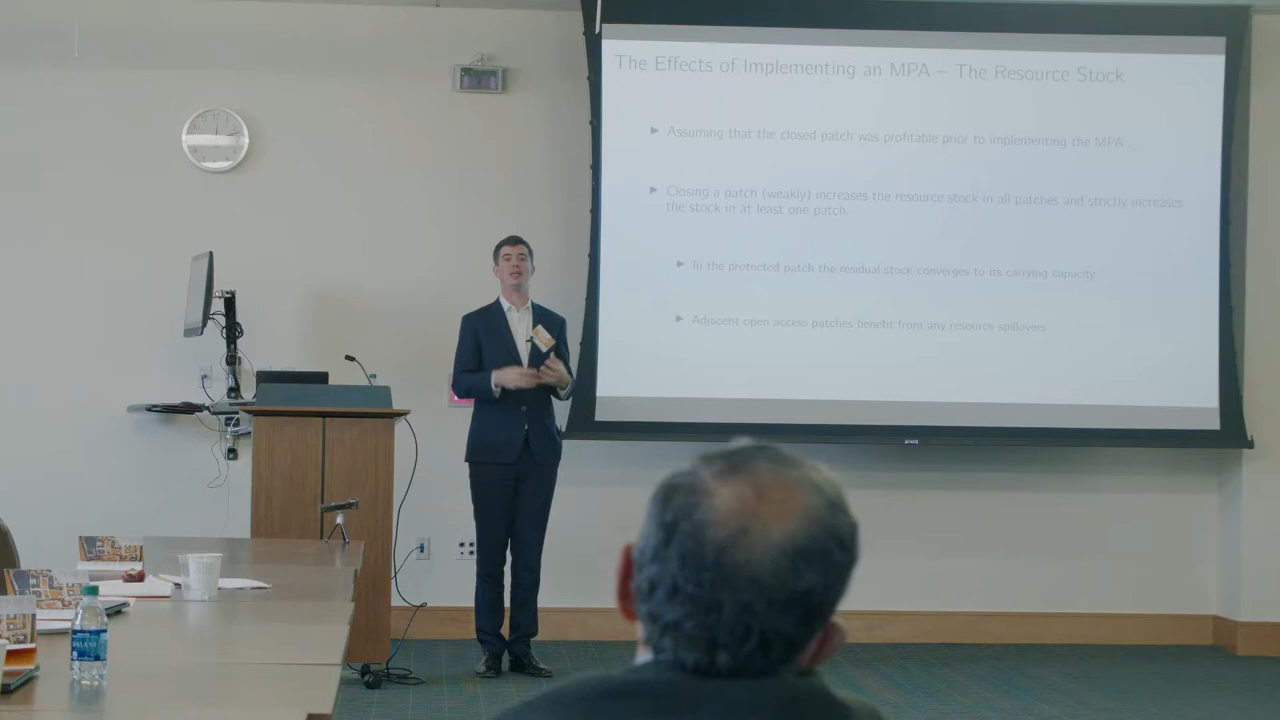 The Effects of Implementing an MPA – The Resource Stock
Assuming that the closed patch was profitable prior to implementing the MPA .
Closing a patch (weakly) increases the resource stock in all patches and strictly increases
the stock in at least one patch.
In the protected patch the residual stock converges to its carrying capacity
Adjacent open access patches benefit from any resource spillovers